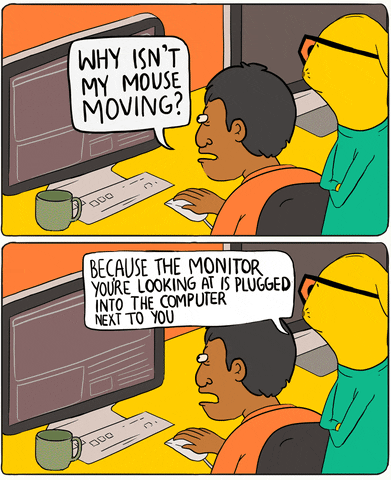 WHY ISN'T
MY MOUSE
MOVING?
BECAUSE THE MONITOR
YOU'RE LOOKING AT IS PLUGGED
INTO THE COMPUTER
NEXT TO YOU